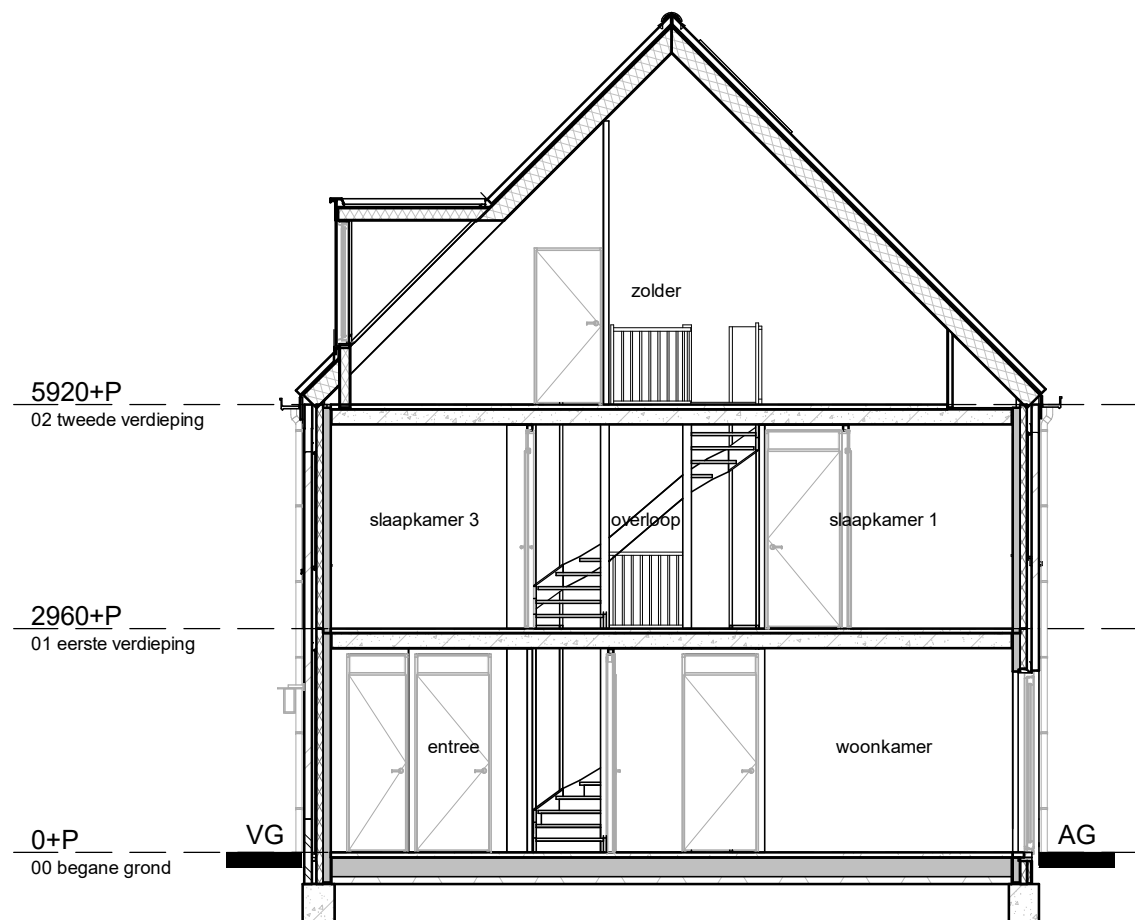 zolder
5920+P
02 tweede verdieping
slaapkamer 3
overloop
slaapkamer 1
2960+P
01 eerste verdieping
entree
woonkamer
0+P
VG
AG
00 begane grond